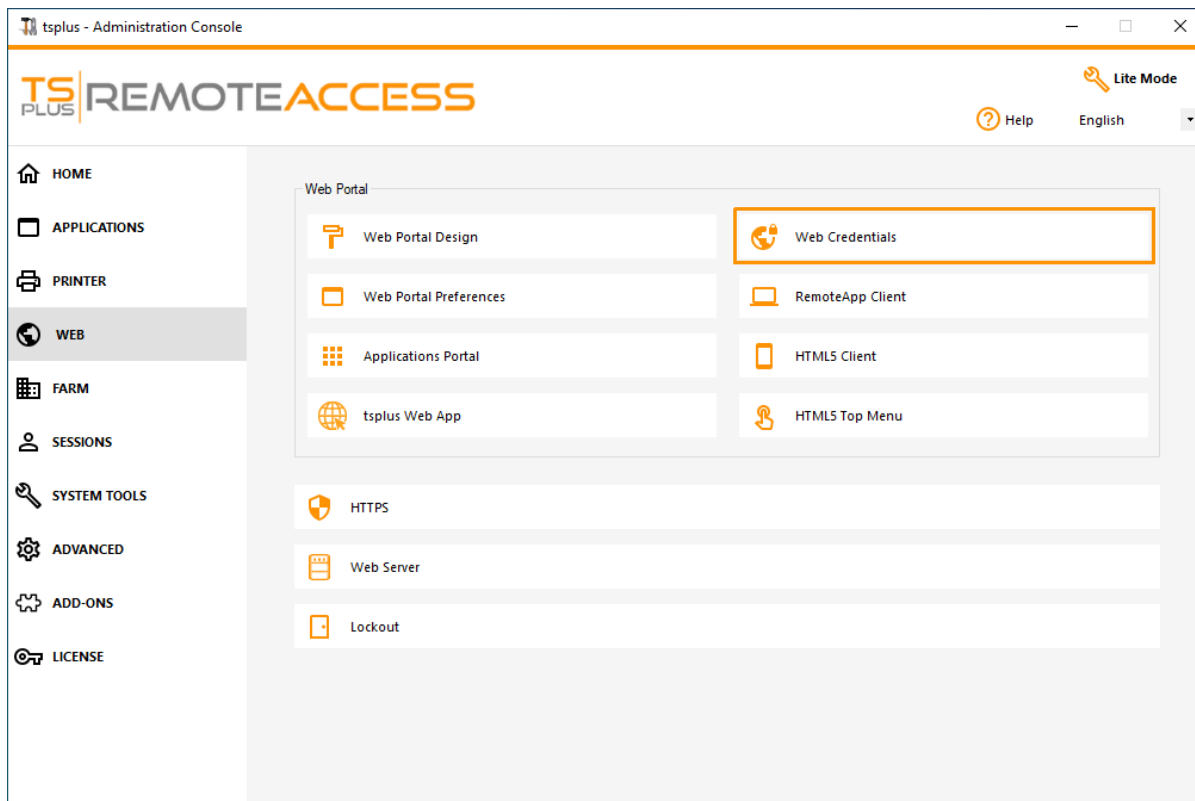 tsplus - Administration Console
TS PLUS REMOTEACCESS
Lite Mode
Help
English
HOME
APPLICATIONS
PRINTER
WEB
FARM
SESSIONS
SYSTEM TOOLS
ADVANCED
ADD-ONS
LICENSE
Web Portal
Web Portal Design
Web Credentials
Web Portal Preferences
RemoteApp Client
Applications Portal
HTML5 Client
tsplus Web App
HTML5 Top Menu
HTTPS
Web Server
Lockout